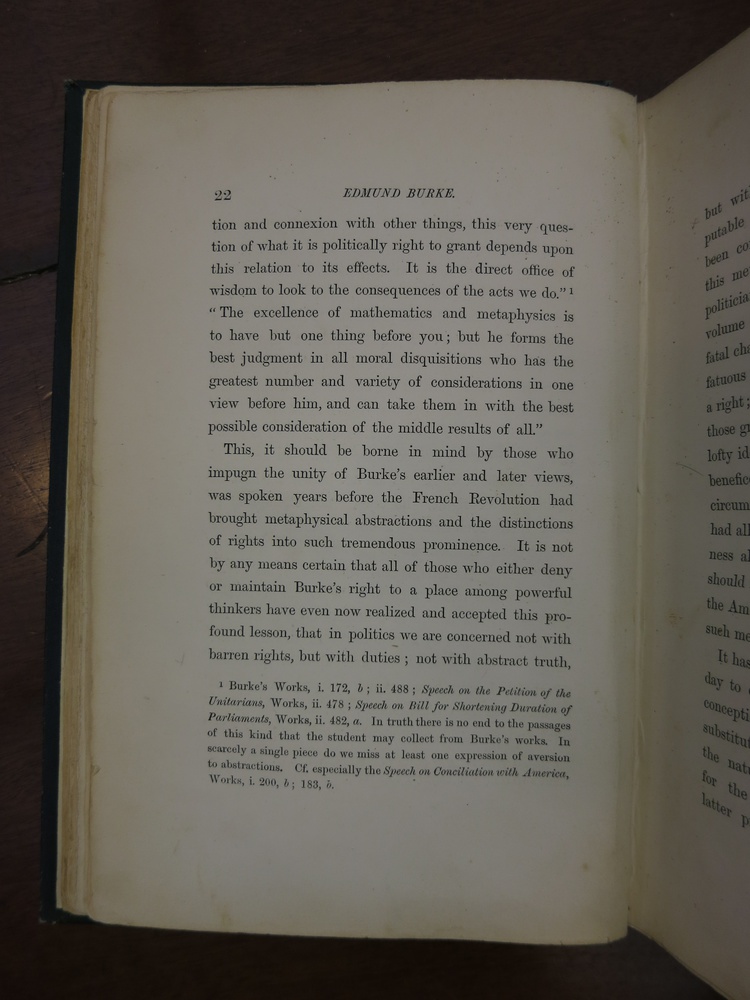 22
EDMUND BURKE.
tion and connexion with other things, this very ques-
tion of what it is politically right to grant depends upon
this relation to its effects. It is the direct office of
wisdom to look to the consequences of the acts we do.” ¹
“ The excellence of mathematics and metaphysics is
to have but one thing before you ; but he forms the
best judgment in all moral disquisitions who has the
greatest number and variety of considerations in one
view before him, and can take them in with the best
possible consideration of the middle results of all.”
This, it should be borne in mind by those who
impugn the unity of Burke’s earlier and later views,
was spoken years before the French Revolution had
brought metaphysical abstractions and the distinctions
of rights into such tremendous prominence. It is not
by any means certain that all of those who either deny
or maintain Burke’s right to a place among powerful
thinkers have even now realized and accepted this pro-
found lesson, that in politics we are concerned not with
barren rights, but with duties ; not with abstract truth,
¹ Burke’s Works, i. 172, b ; ii. 488 ; Speech on the Petition of the
Unitarians, Works, ii. 478 ; Speech on Bill for Shortening Duration of
Parliaments, Works, ii. 482, a. In truth there is no end to the passages
of this kind that the student may collect from Burke’s works. In
scarcely a single piece do we miss at least one expression of aversion
to abstractions. Cf. especially the Speech on Conciliation with America,
Works, i. 200, b ; 183, b.
but
putable
been
this
politicia
volume
fatal
fatuous
a right ;
those
lofty
benefic
circum
had all
ness
should
the Am
such
It has
day to
concepti
substitut
the
for the
latter